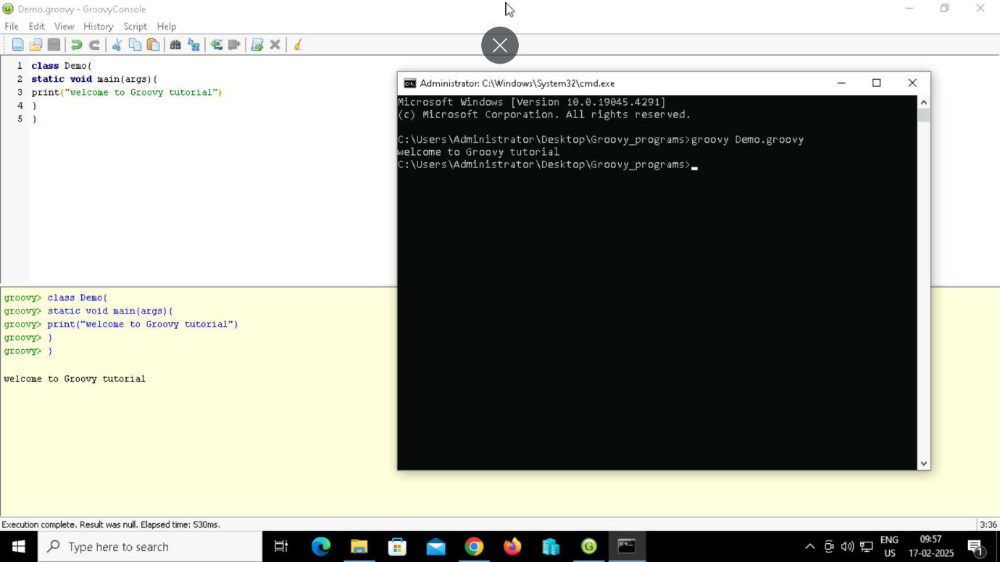 Demo.groovy - GroovyConsole
File Edit View History Script Help
1 class Demo{
2 static void main(args){
3 print("welcome to Groovy tutorial")
4 }
5 }
Administrator: C:\Windows\System32\cmd.exe
Microsoft Windows [Version 10.0.19045.4291]
(c) Microsoft Corporation. All rights reserved.
C:\Users\Administrator\Desktop\Groovy_programs>groovy Demo.groovy
welcome to Groovy tutorial
C:\Users\Administrator\Desktop\Groovy_programs>
groovy> class Demo{
groovy> static void main(args){
groovy> print("welcome to Groovy tutorial")
groovy> }
groovy> }
welcome to Groovy tutorial
Execution complete. Result was null. Elapsed time: 530ms.
3:36
Type here to search
ENG
US
09:57
17-02-2025
1